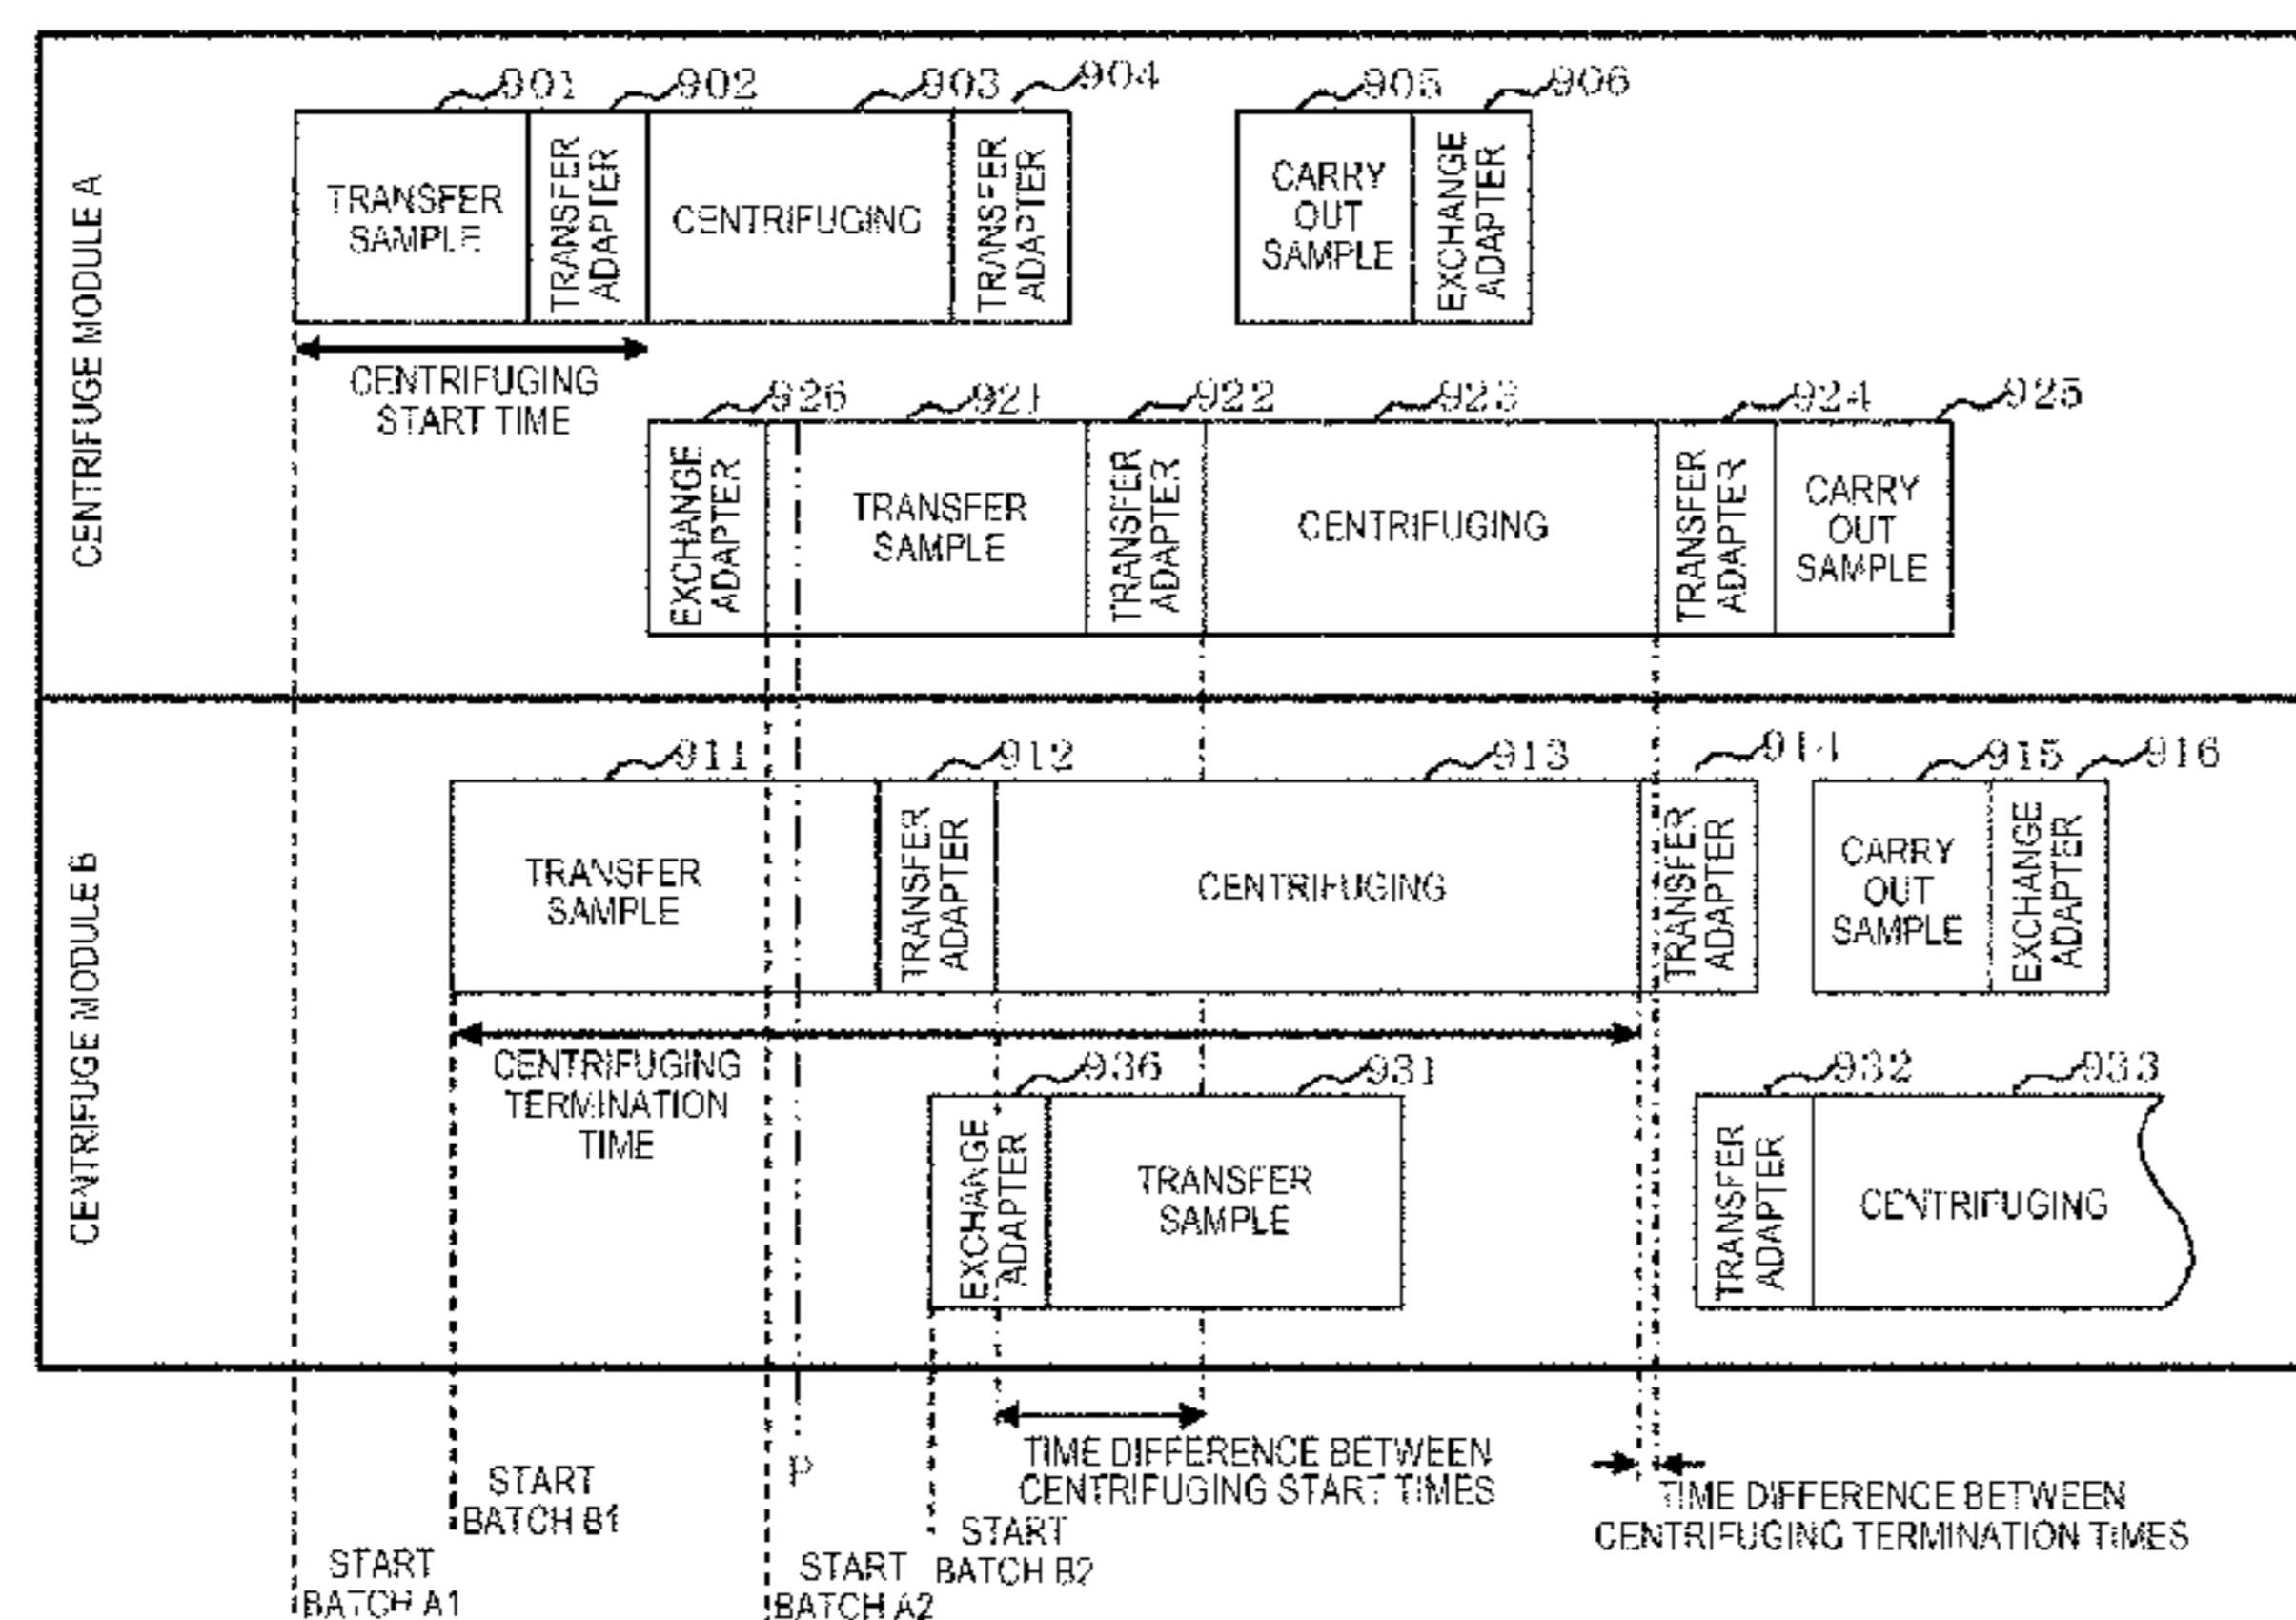 CENTRIFUGE MODULE A
901
902
903
904
905
906
TRANSFER
SAMPLE
TRANSFER
ADAPTER
CENTRIFUGING
TRANSFER
ADAPTER
CARRY
OUT
SAMPLE
EXCHANGE
ADAPTER
CENTRIFUGING
START TIME
926
921
922
923
924
925
EXCHANGE
ADAPTER
TRANSFER
SAMPLE
TRANSFER
ADAPTER
CENTRIFUGING
TRANSFER
ADAPTER
CARRY
OUT
SAMPLE
CENTRIFUGE MODULE B
911
912
913
914
915
916
TRANSFER
SAMPLE
TRANSFER
ADAPTER
CENTRIFUGING
TRANSFER
ADAPTER
CARRY
OUT
SAMPLE
EXCHANGE
ADAPTER
CENTRIFUGING
TERMINATION
TIME
936
931
932
933
EXCHANGE
ADAPTER
TRANSFER
SAMPLE
TRANSFER
ADAPTER
CENTRIFUGING
START
BATCH A1
START
BATCH B1
p
START
BATCH A2
START
BATCH B2
TIME DIFFERENCE BETWEEN
CENTRIFUGING START TIMES
TIME DIFFERENCE BETWEEN
CENTRIFUGING TERMINATION TIMES